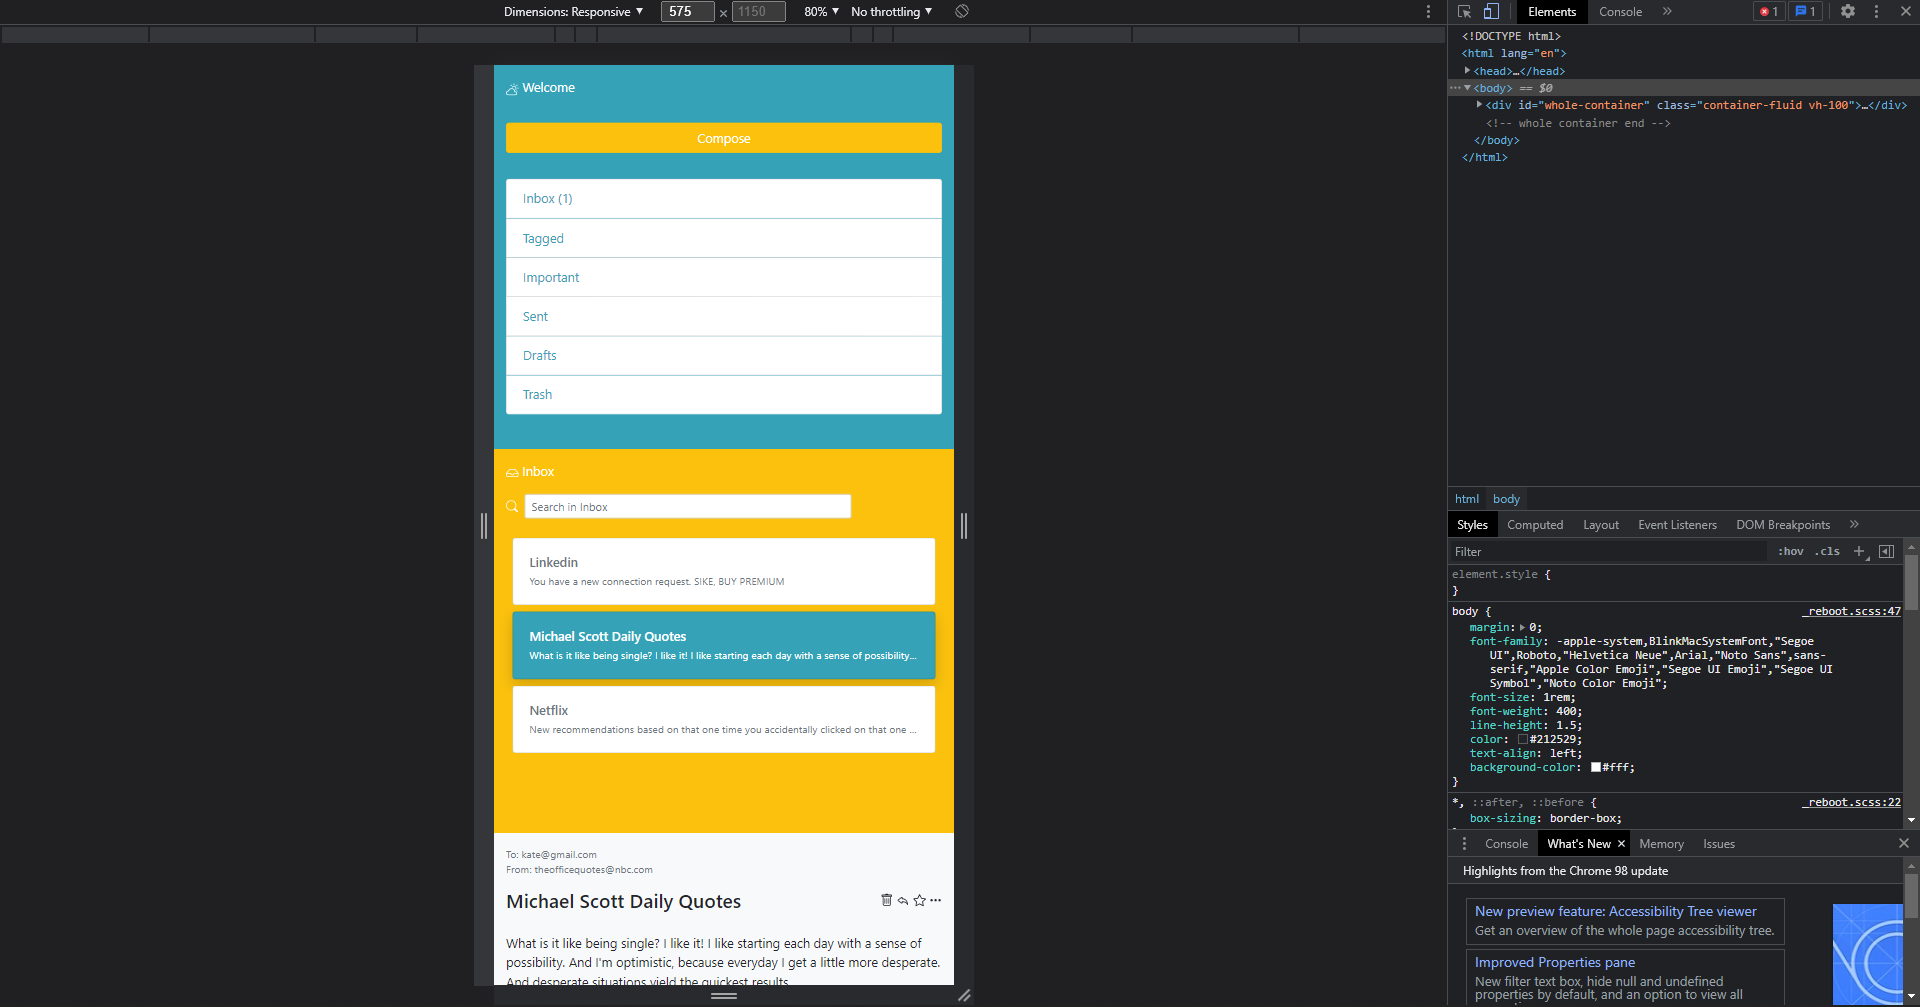 Dimensions: Responsive ▼ 575 × 1150 80% ▼ No throttling ▼
Welcome
Compose
Inbox (1)
Tagged
Important
Sent
Drafts
Trash
Inbox
Search in Inbox
Linkedin
You have a new connection request. SIKE, BUY PREMIUM
Michael Scott Daily Quotes
What is it like being single? I like it! I like starting each day with a sense of possibility...
Netflix
New recommendations based on that one time you accidentally clicked on that one ...
To: kate@gmail.com
From: theofficequotes@nbc.com
Michael Scott Daily Quotes
What is it like being single? I like it! I like starting each day with a sense of
possibility. And I'm optimistic, because everyday I get a little more desperate.
And desperate situations yield the quickest results.
Elements Console » 1 1
<!DOCTYPE html>
<html lang="en">
<head>…</head>
<body> == $0
<div id="whole-container" class="container-fluid vh-100">…</div>
<!-- whole container end -->
</body>
</html>
html body
Styles Computed Layout Event Listeners DOM Breakpoints »
Filter :hov .cls +
element.style {
}
body { _reboot.scss:47
margin: 0;
font-family: -apple-system,BlinkMacSystemFont,"Segoe
UI",Roboto,"Helvetica Neue",Arial,"Noto Sans",sans-
serif,"Apple Color Emoji","Segoe UI Emoji","Segoe UI
Symbol","Noto Color Emoji";
font-size: 1rem;
font-weight: 400;
line-height: 1.5;
color: #212529;
text-align: left;
background-color: #fff;
}
*, ::after, ::before { _reboot.scss:22
box-sizing: border-box;
Console What's New × Memory Issues
Highlights from the Chrome 98 update
New preview feature: Accessibility Tree viewer
Get an overview of the whole page accessibility tree.
Improved Properties pane
New filter text box, hide null and undefined
properties by default, and an option to view all